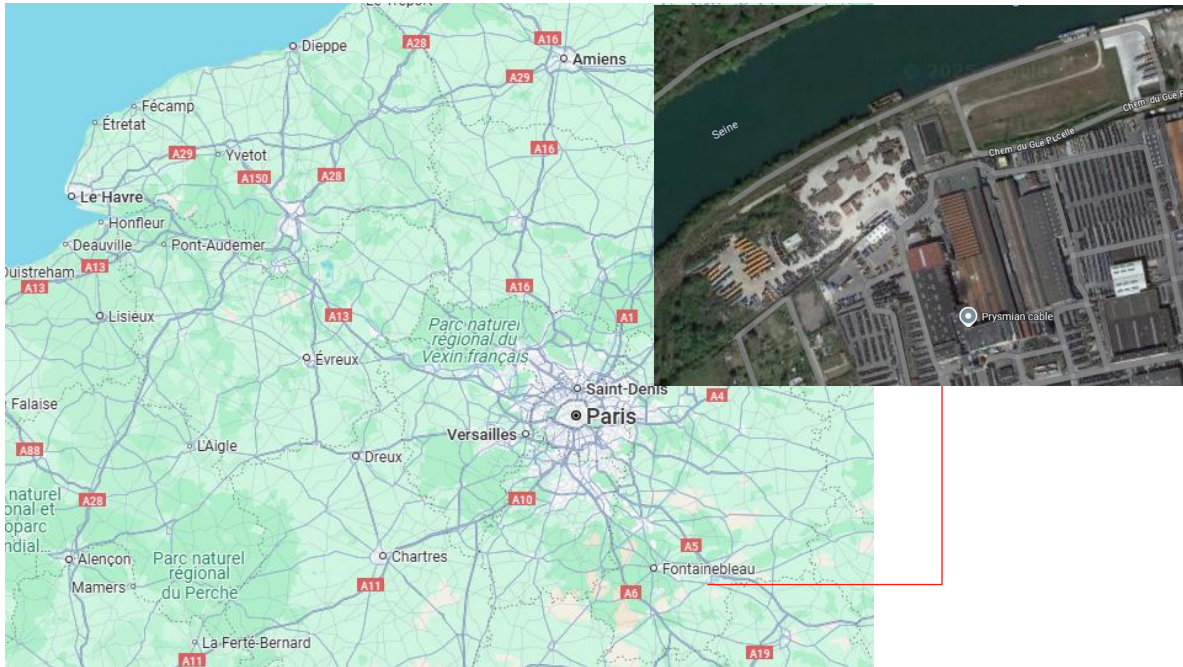 Le Tréport
Dieppe
A28
A16
Amiens
A29
Fécamp
Étretat
A29
Yvetot
A150
A28
A16
Le Havre
Honfleur
Deauville
Pont-Audemer
Ouistreham
A13
A13
A16
A13
A1
Lisieux
Parc naturel
régional du
Vexin français
Évreux
Saint-Denis
Paris
A4
Falaise
Versailles
A88
L'Aigle
Dreux
A28
A10
naturel
onal et
oparc
ndial...
Alençon
Parc naturel
régional
du Perche
Mamers
Chartres
A11
A5
Fontainebleau
A6
La Ferté-Bernard
A11
A19
Seine
Chem. du Gué P
Chem. du Gué Pucelle
Prysmian cable